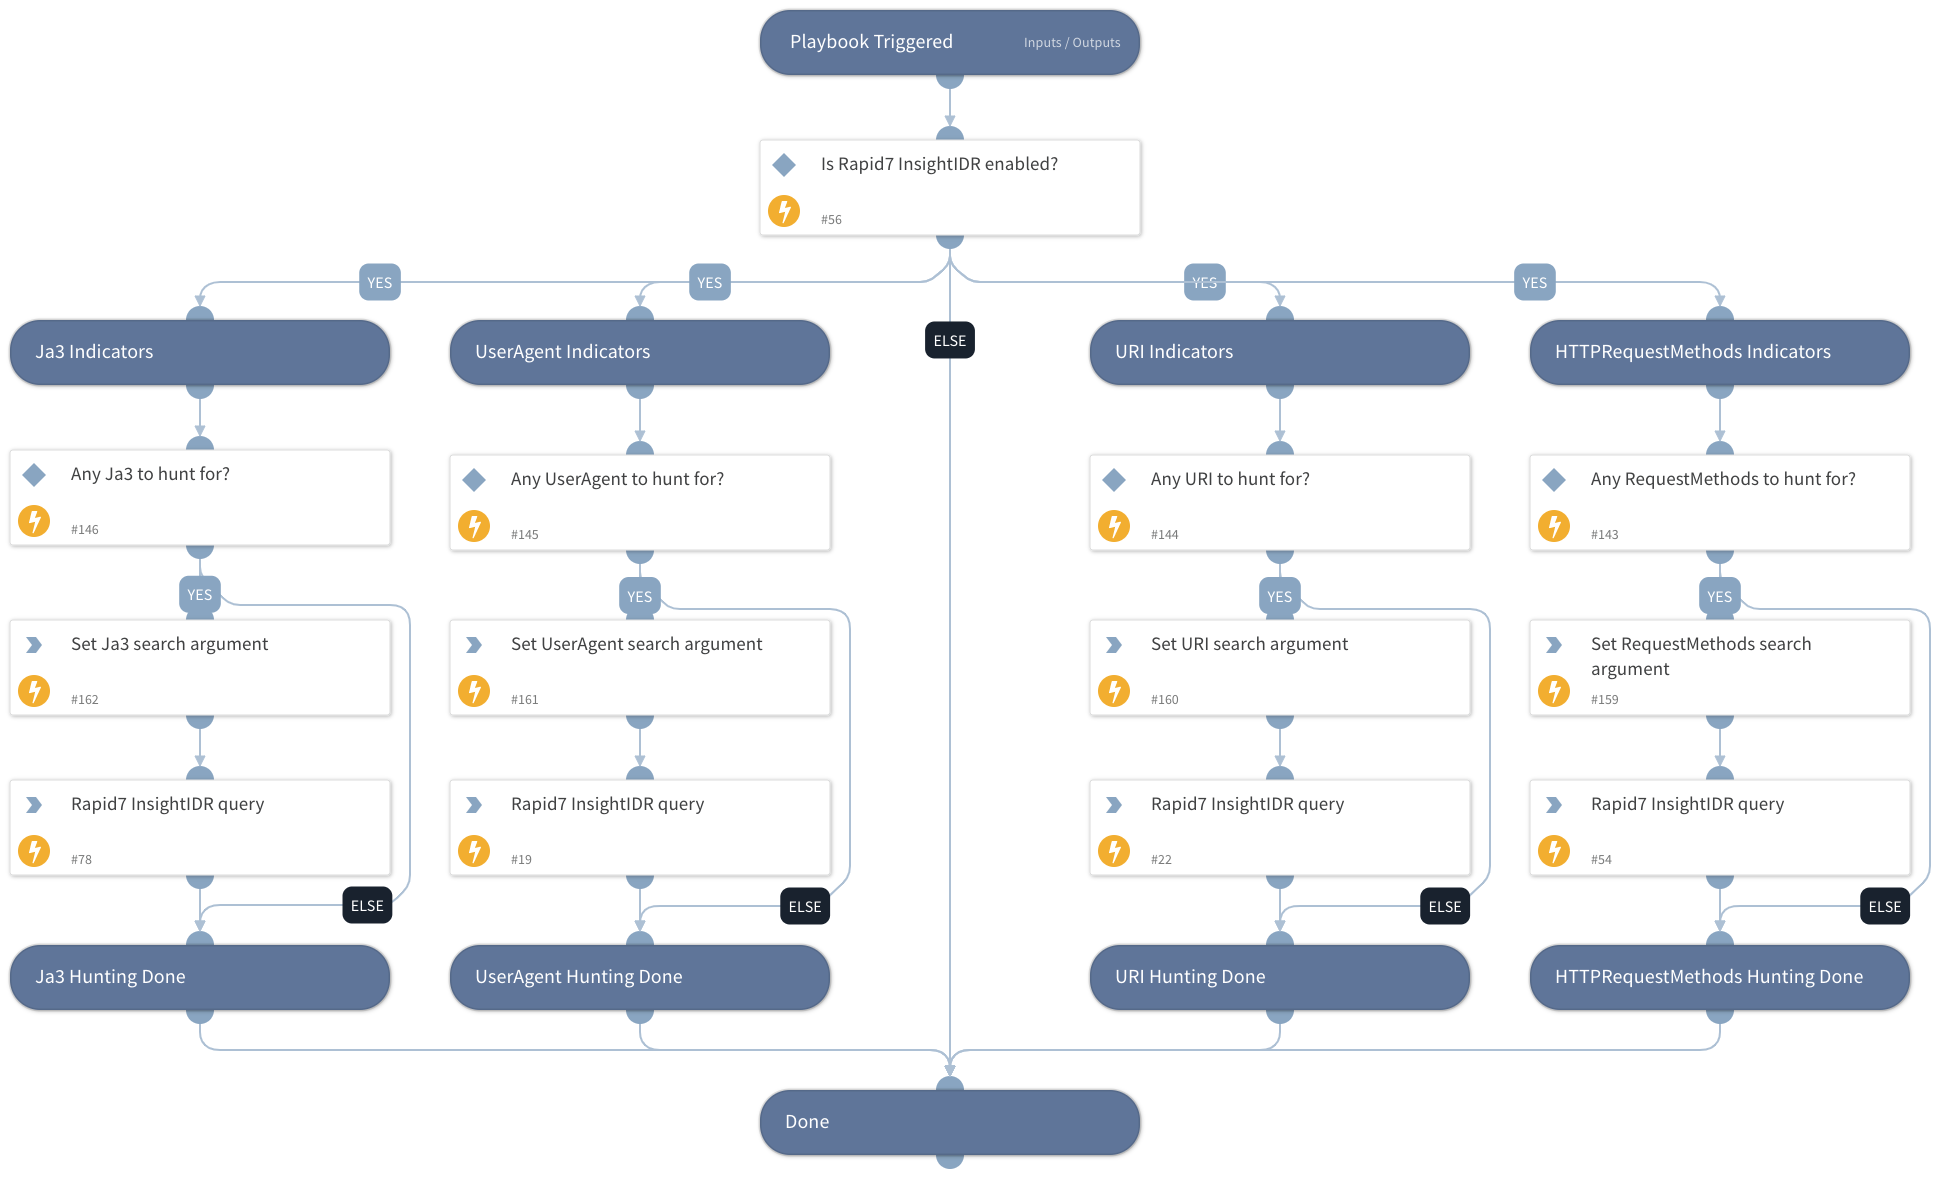 Playbook Triggered
Inputs / Outputs
Is Rapid7 InsightIDR enabled?
#56
YES
YES
YES
YES
ELSE
Ja3 Indicators
UserAgent Indicators
URI Indicators
HTTPRequestMethods Indicators
Any Ja3 to hunt for?
#146
Any UserAgent to hunt for?
#145
Any URI to hunt for?
#144
Any RequestMethods to hunt for?
#143
YES
YES
YES
YES
Set Ja3 search argument
#162
Set UserAgent search argument
#161
Set URI search argument
#160
Set RequestMethods search
argument
#159
Rapid7 InsightIDR query
#78
Rapid7 InsightIDR query
#19
Rapid7 InsightIDR query
#22
Rapid7 InsightIDR query
#54
ELSE
ELSE
ELSE
ELSE
Ja3 Hunting Done
UserAgent Hunting Done
URI Hunting Done
HTTPRequestMethods Hunting Done
Done